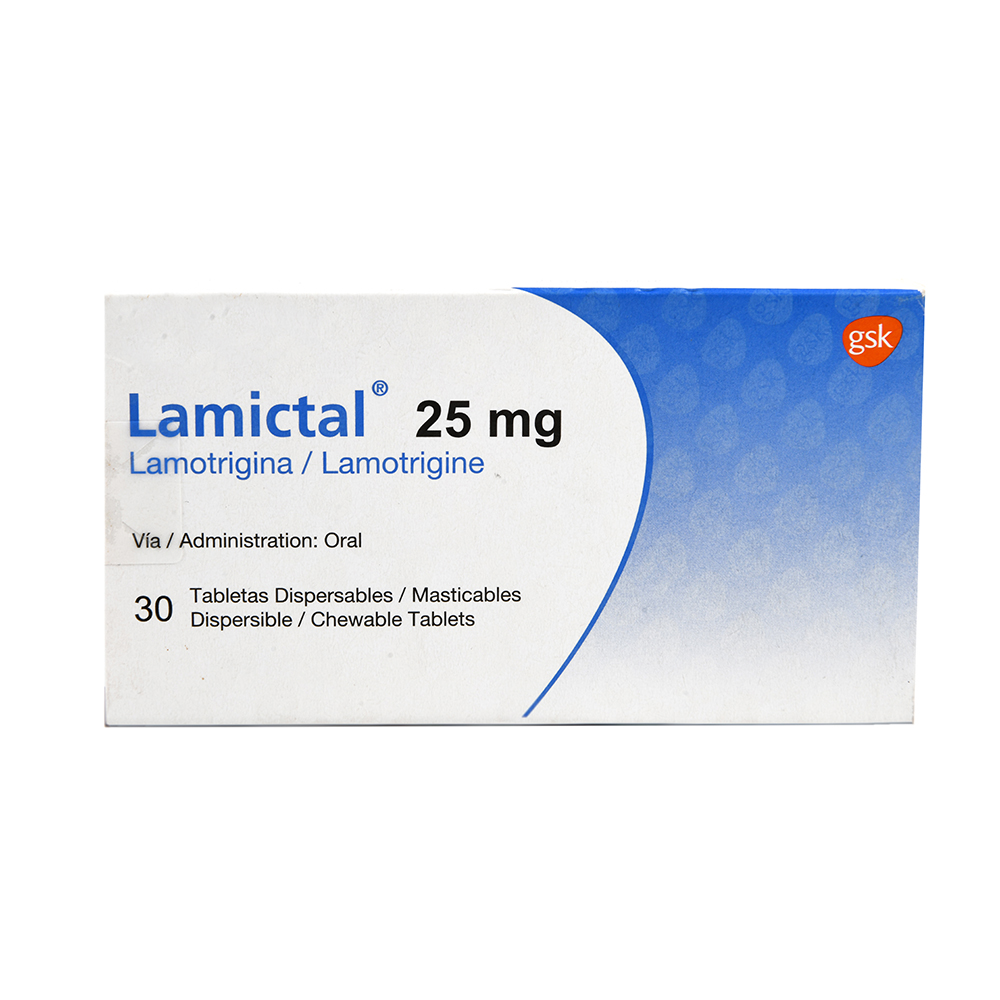 gsk
Lamictal® 25 mg
Lamotrigina / Lamotrigine
Vía / Administration: Oral
30 Tabletas Dispersables / Masticables
Dispersible / Chewable Tablets